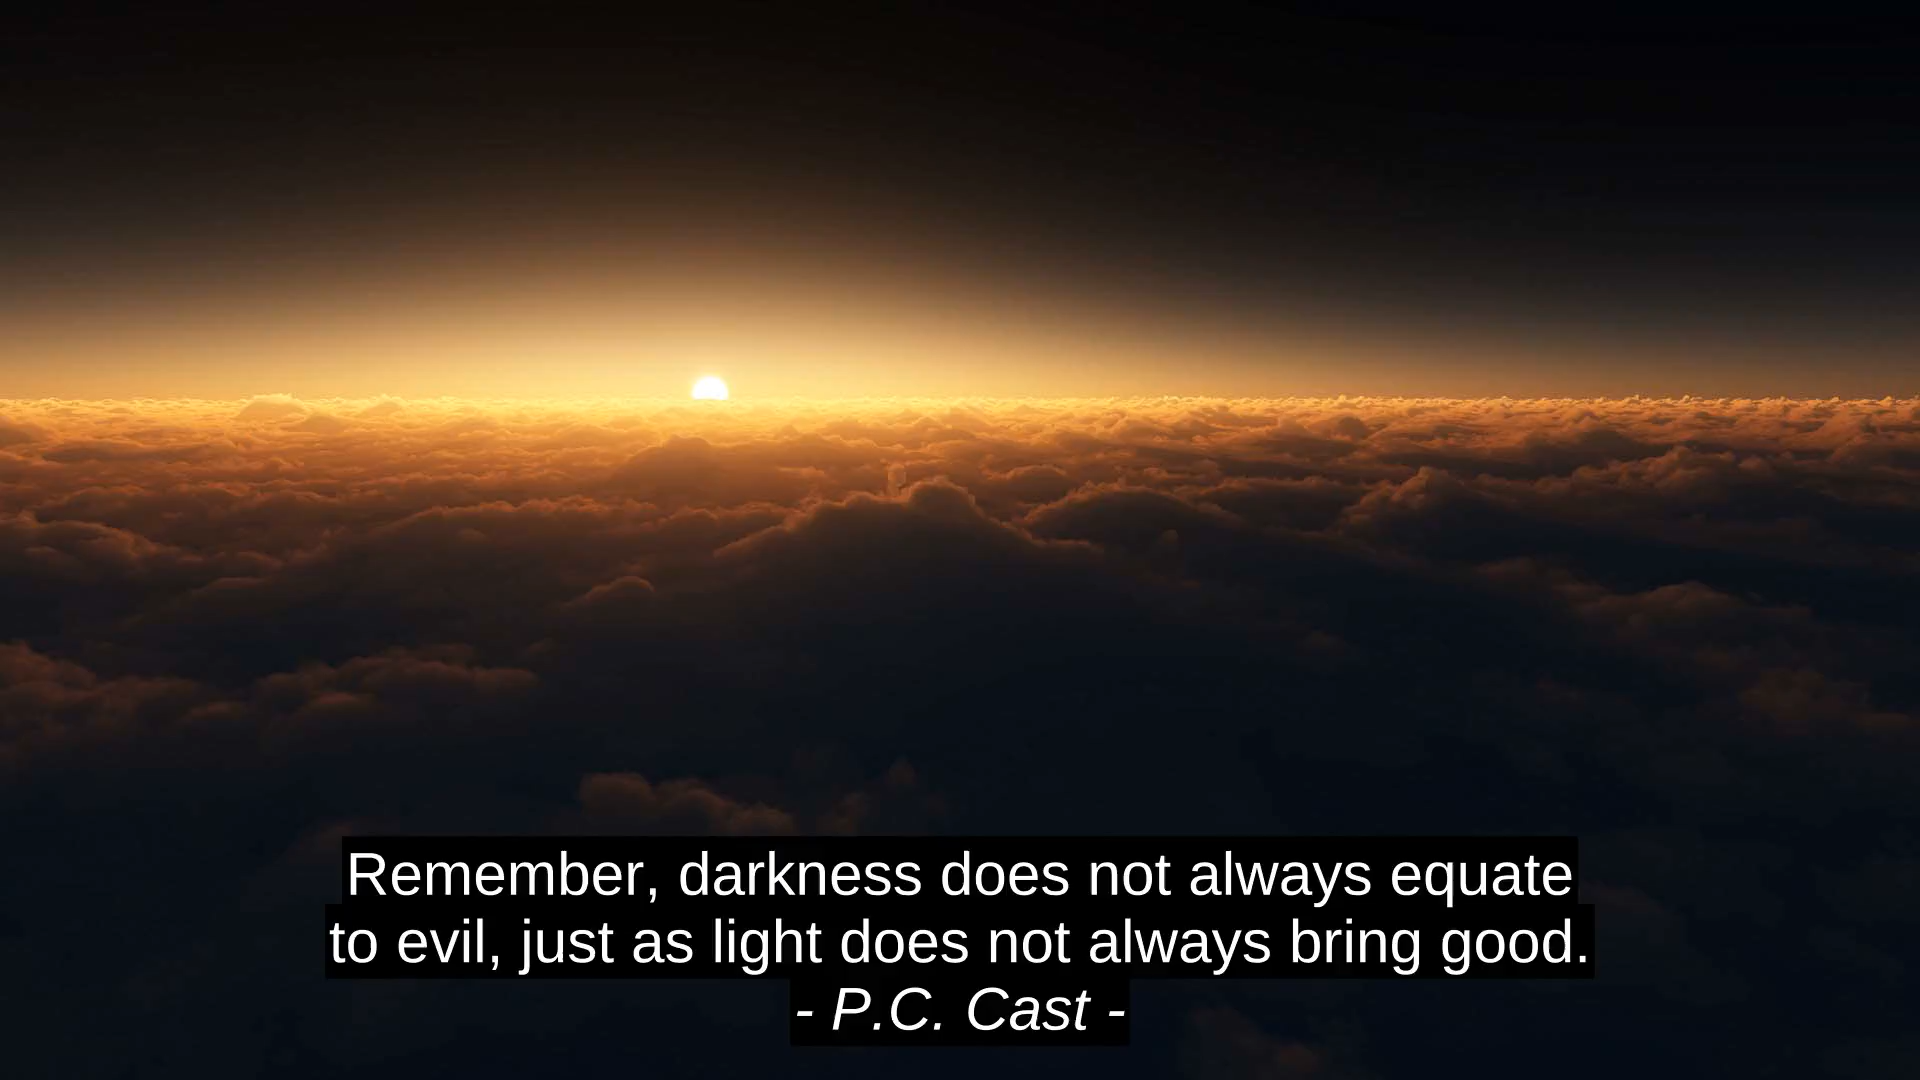 Remember, darkness does not always equate
to evil, just as light does not always bring good.
- P.C. Cast -